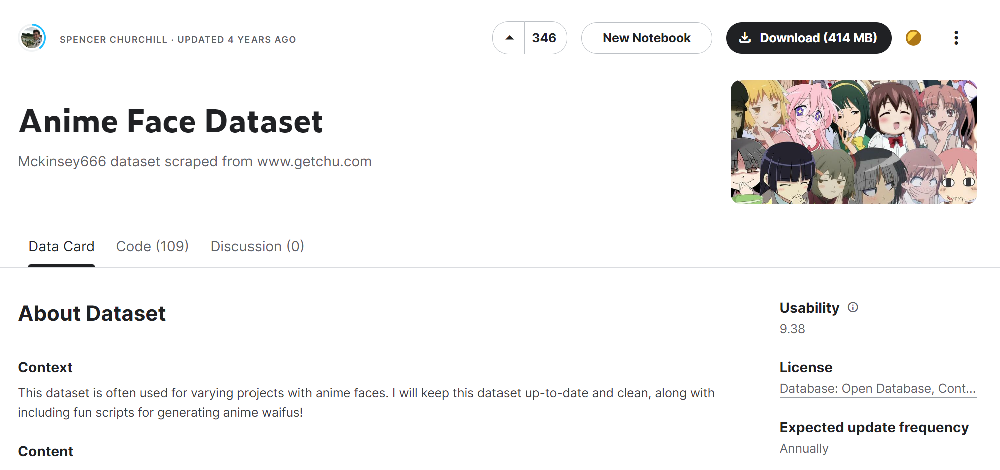 SPENCER CHURCHILL · UPDATED 4 YEARS AGO
346
New Notebook
Download (414 MB)
Anime Face Dataset
Mckinsey666 dataset scraped from www.getchu.com
Data Card
Code (109)
Discussion (0)
About Dataset
Context
This dataset is often used for varying projects with anime faces. I will keep this dataset up-to-date and clean, along with
including fun scripts for generating anime waifus!
Content
Usability
9.38
License
Database: Open Database, Cont...
Expected update frequency
Annually